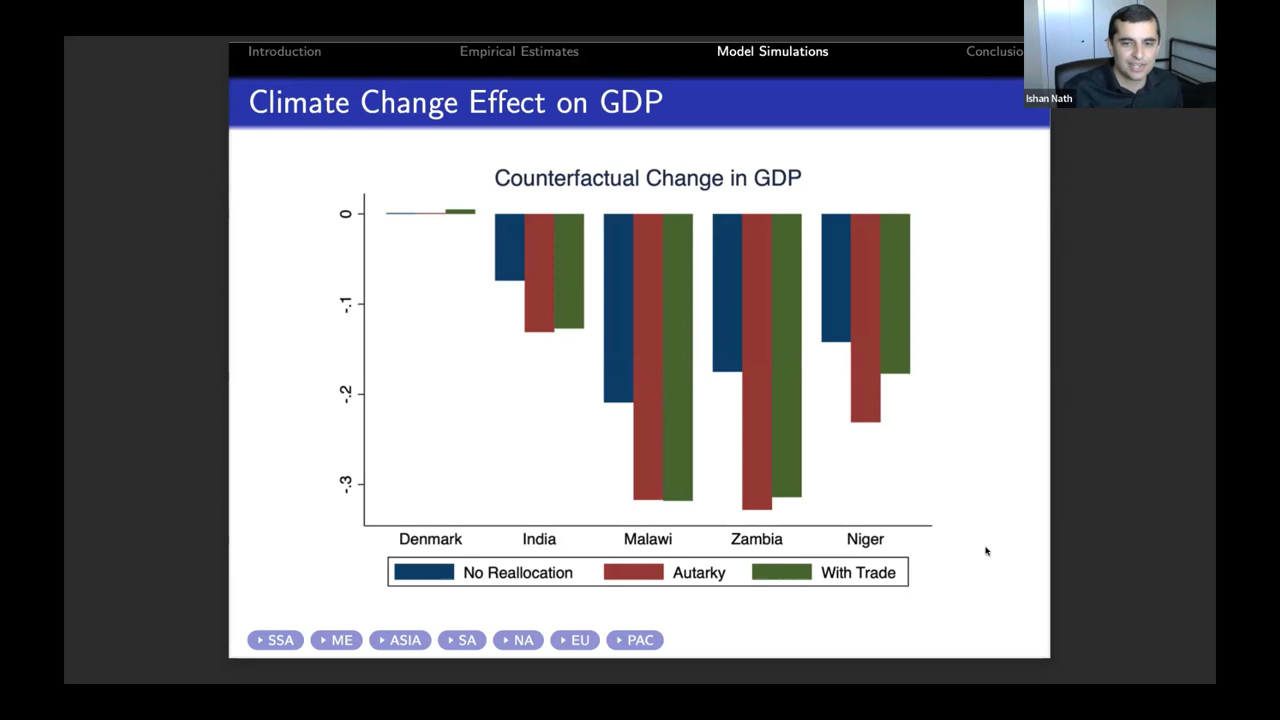 Introduction Empirical Estimates Model Simulations Conclusio
Ishan Nath
Climate Change Effect on GDP
Counterfactual Change in GDP
0
-.1
-.2
-.3
Denmark India Malawi Zambia Niger
No Reallocation Autarky With Trade
SSA ME ASIA SA NA EU PAC